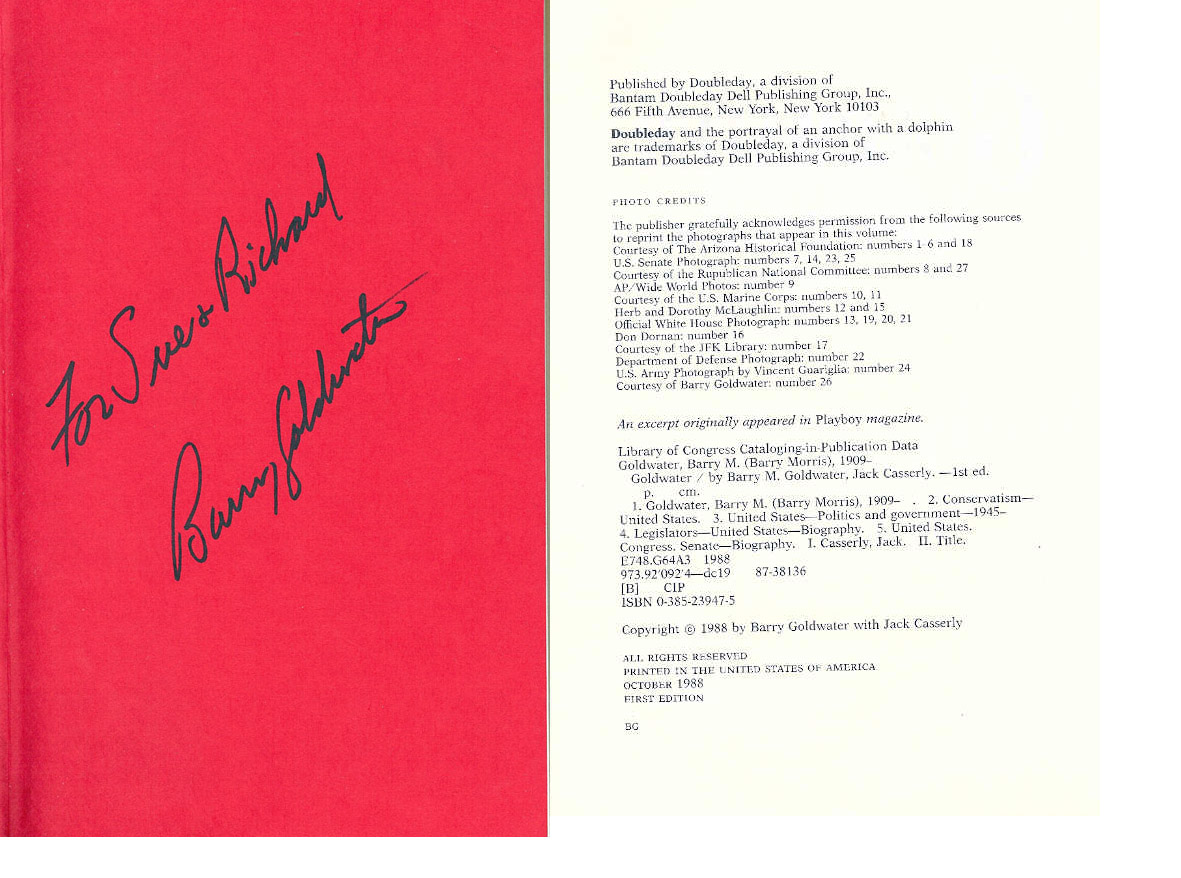 For Sue & Richard
Barry Goldwater
Published by Doubleday, a division of
Bantam Doubleday Dell Publishing Group, Inc.,
666 Fifth Avenue, New York, New York 10103
Doubleday and the portrayal of an anchor with a dolphin
are trademarks of Doubleday, a division of
Bantam Doubleday Dell Publishing Group, Inc.
PHOTO CREDITS
The publisher gratefully acknowledges permission from the following sources
to reprint the photographs that appear in this volume:
Courtesy of The Arizona Historical Foundation: numbers 1–6 and 18
U.S. Senate Photograph: numbers 7, 14, 23, 25
Courtesy of the Rupublican National Committee: numbers 8 and 27
AP/Wide World Photos: number 9
Courtesy of the U.S. Marine Corps: numbers 10, 11
Herb and Dorothy McLaughlin: numbers 12 and 15
Official White House Photograph: numbers 13, 19, 20, 21
Don Dornan: number 16
Courtesy of the JFK Library: number 17
Department of Defense Photograph: number 22
U.S. Army Photograph by Vincent Guariglia: number 24
Courtesy of Barry Goldwater: number 26
An excerpt originally appeared in Playboy magazine.
Library of Congress Cataloging-in-Publication Data
Goldwater, Barry M. (Barry Morris), 1909–
Goldwater / by Barry M. Goldwater, Jack Casserly. —1st ed.
p. cm.
1. Goldwater, Barry M. (Barry Morris), 1909– . 2. Conservatism—
United States. 3. United States—Politics and government—1945–
4. Legislators—United States—Biography. 5. United States.
Congress. Senate—Biography. I. Casserly, Jack. II. Title.
E748.G64A3 1988
973.92'092'4—dc19 87-38136
[B] CIP
ISBN 0-385-23947-5
Copyright © 1988 by Barry Goldwater with Jack Casserly
ALL RIGHTS RESERVED
PRINTED IN THE UNITED STATES OF AMERICA
OCTOBER 1988
FIRST EDITION
BG